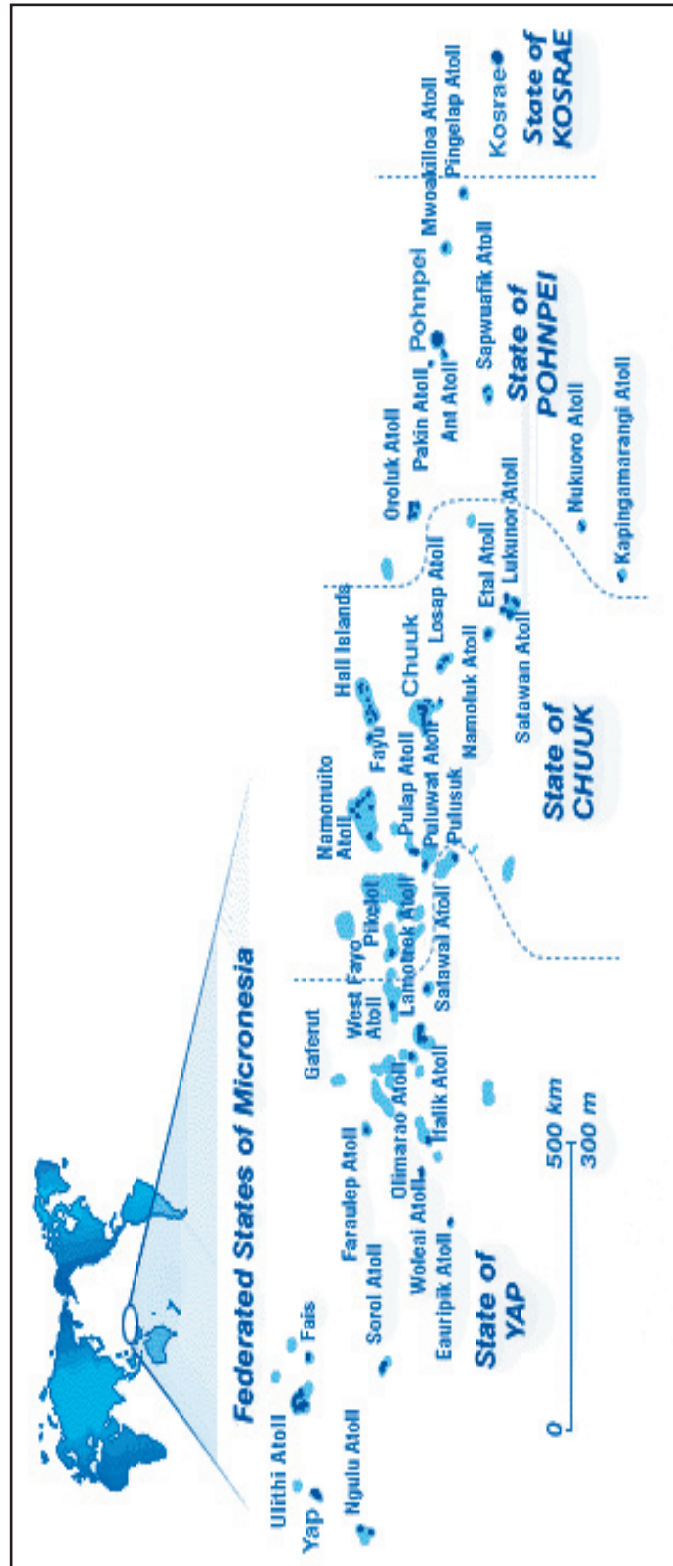 Federated States of Micronesia
Ulithi Atoll
Yap
Fais
Ngulu Atoll
Sorol Atoll
Faraulep Atoll
Gaferut
West Fayo
Atoll
Pikelot
Namonuito
Atoll
Fayu
Hall Islands
Oroluk Atoll
Pakin Atoll
Pohnpel
Ant Atoll
Mwoakilloa Atoll
Pingelap Atoll
Kosrae
State of
KOSRAE
Olimarao Atoll
Woleai Atoll
Eauripik Atoll
Ifalik Atoll
Lamotrek Atoll
Satawal Atoll
Pulap Atoll
Puluwat Atoll
Pulusuk
Chuuk
Losap Atoll
Namoluk Atoll
Etal Atoll
Lukunor Atoll
Satawan Atoll
Sapwuafik Atoll
State of
POHNPEI
Nukuoro Atoll
Kapingamarangi Atoll
State of
YAP
State of
CHUUK
0
500 km
300 m